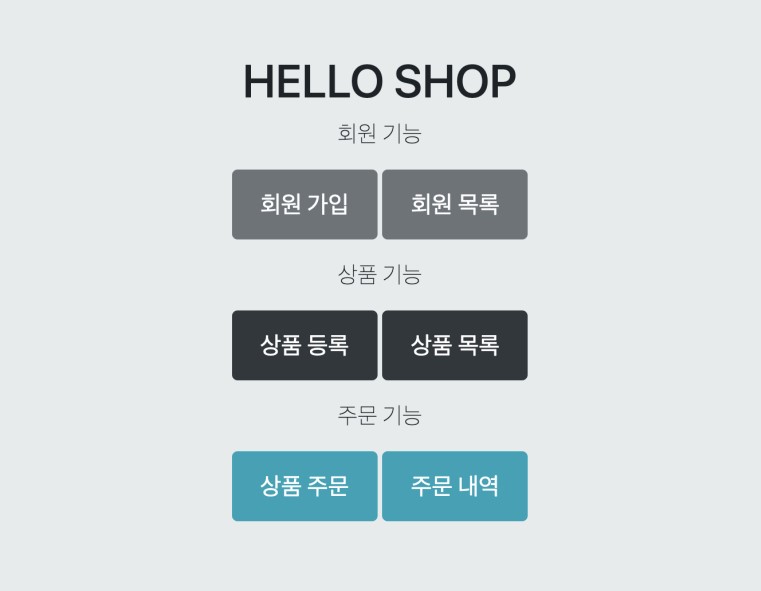 HELLO SHOP
회원 기능
회원 가입 회원 목록
상품 기능
상품 등록 상품 목록
주문 기능
상품 주문 주문 내역